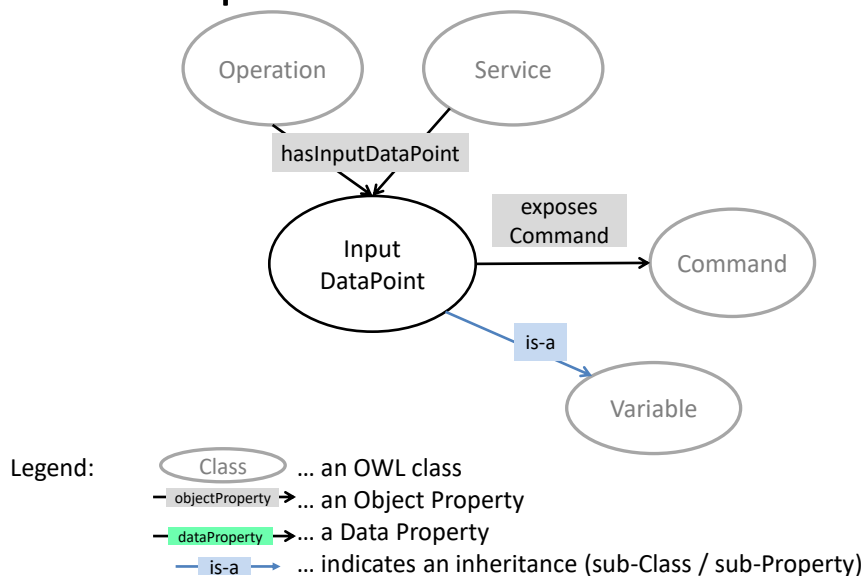 Operation
Service
hasInputDataPoint
exposes
Command
Input
DataPoint
Command
is-a
Variable
Legend:
Class
... an OWL class
objectProperty
... an Object Property
dataProperty
... a Data Property
is-a
... indicates an inheritance (sub-Class / sub-Property)